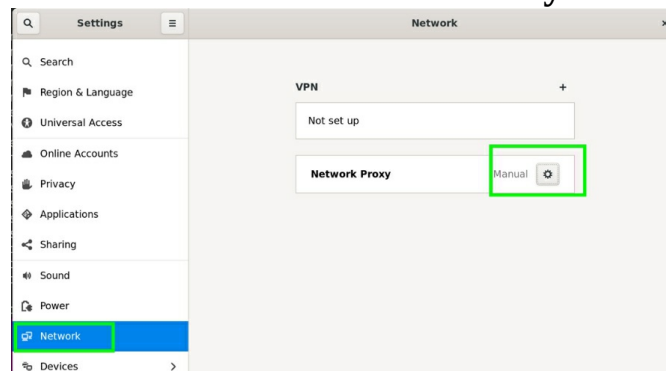 Settings
Network
Search
Region & Language
Universal Access
Online Accounts
Privacy
Applications
Sharing
Sound
Power
Network
Devices
VPN
+
Not set up
Network Proxy Manual